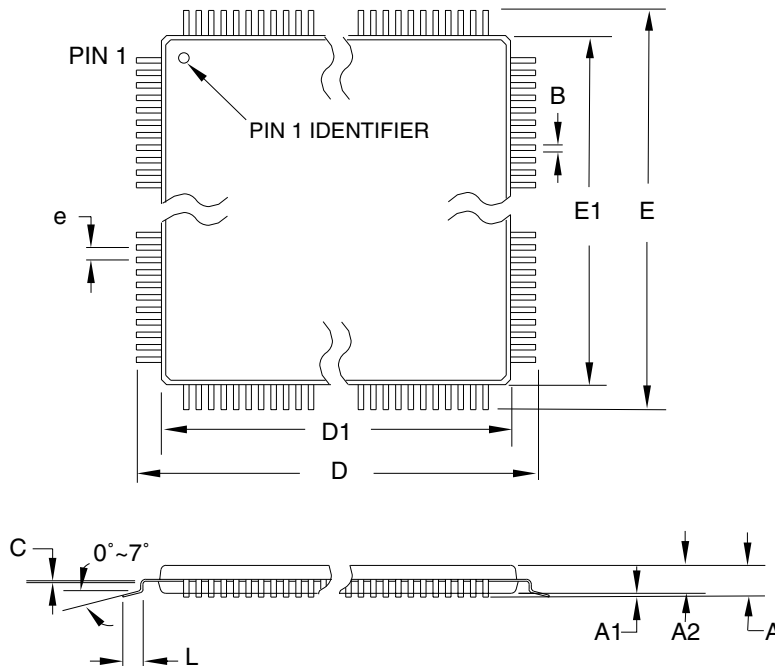 PIN 1
PIN 1 IDENTIFIER
B
e
E1
E
D1
D
C
0˚~7˚
L
A1
A2
A